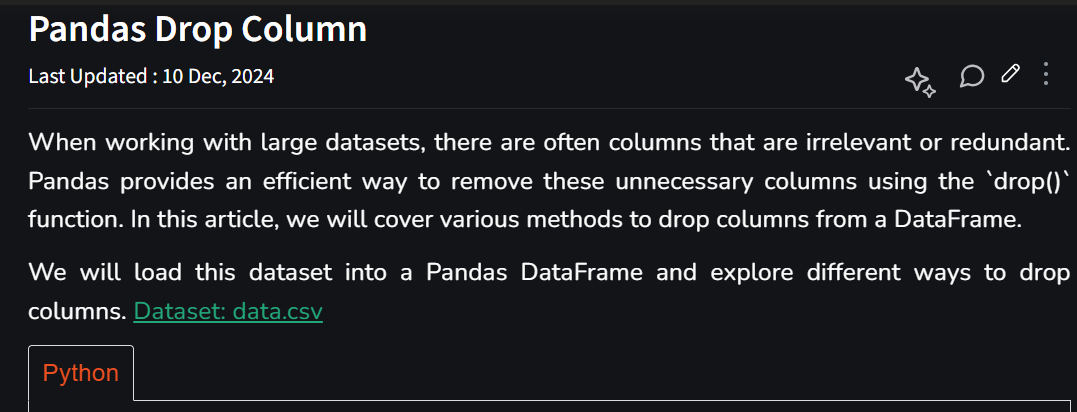 Pandas Drop Column
Last Updated : 10 Dec, 2024
When working with large datasets, there are often columns that are irrelevant or redundant.
Pandas provides an efficient way to remove these unnecessary columns using the `drop()`
function. In this article, we will cover various methods to drop columns from a DataFrame.
We will load this dataset into a Pandas DataFrame and explore different ways to drop
columns. Dataset: data.csv
Python